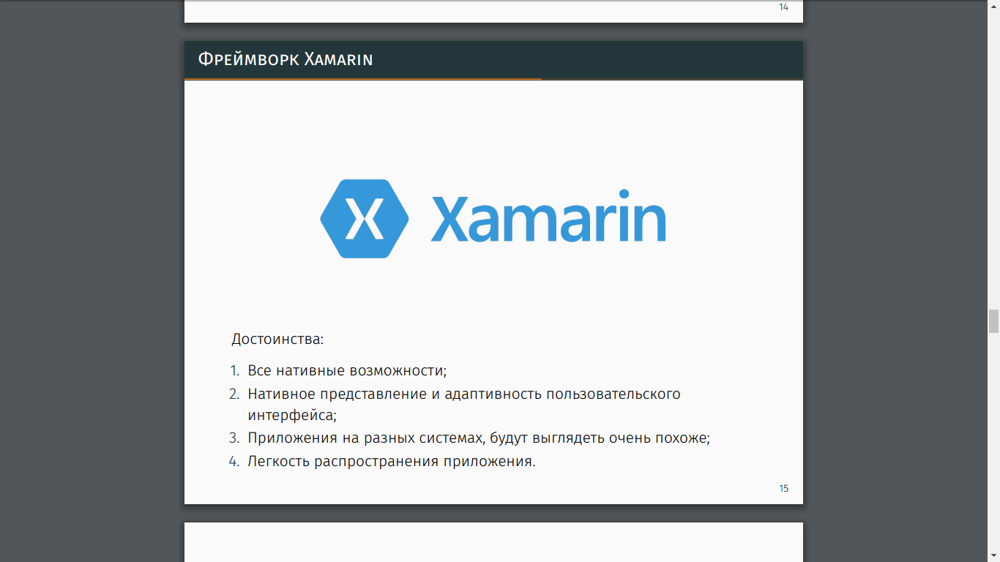 14
Фреймворк Xamarin
X Xamarin
Достоинства:
1. Все нативные возможности;
2. Нативное представление и адаптивность пользовательского
интерфейса;
3. Приложения на разных системах, будут выглядеть очень похоже;
4. Легкость распространения приложения.
15